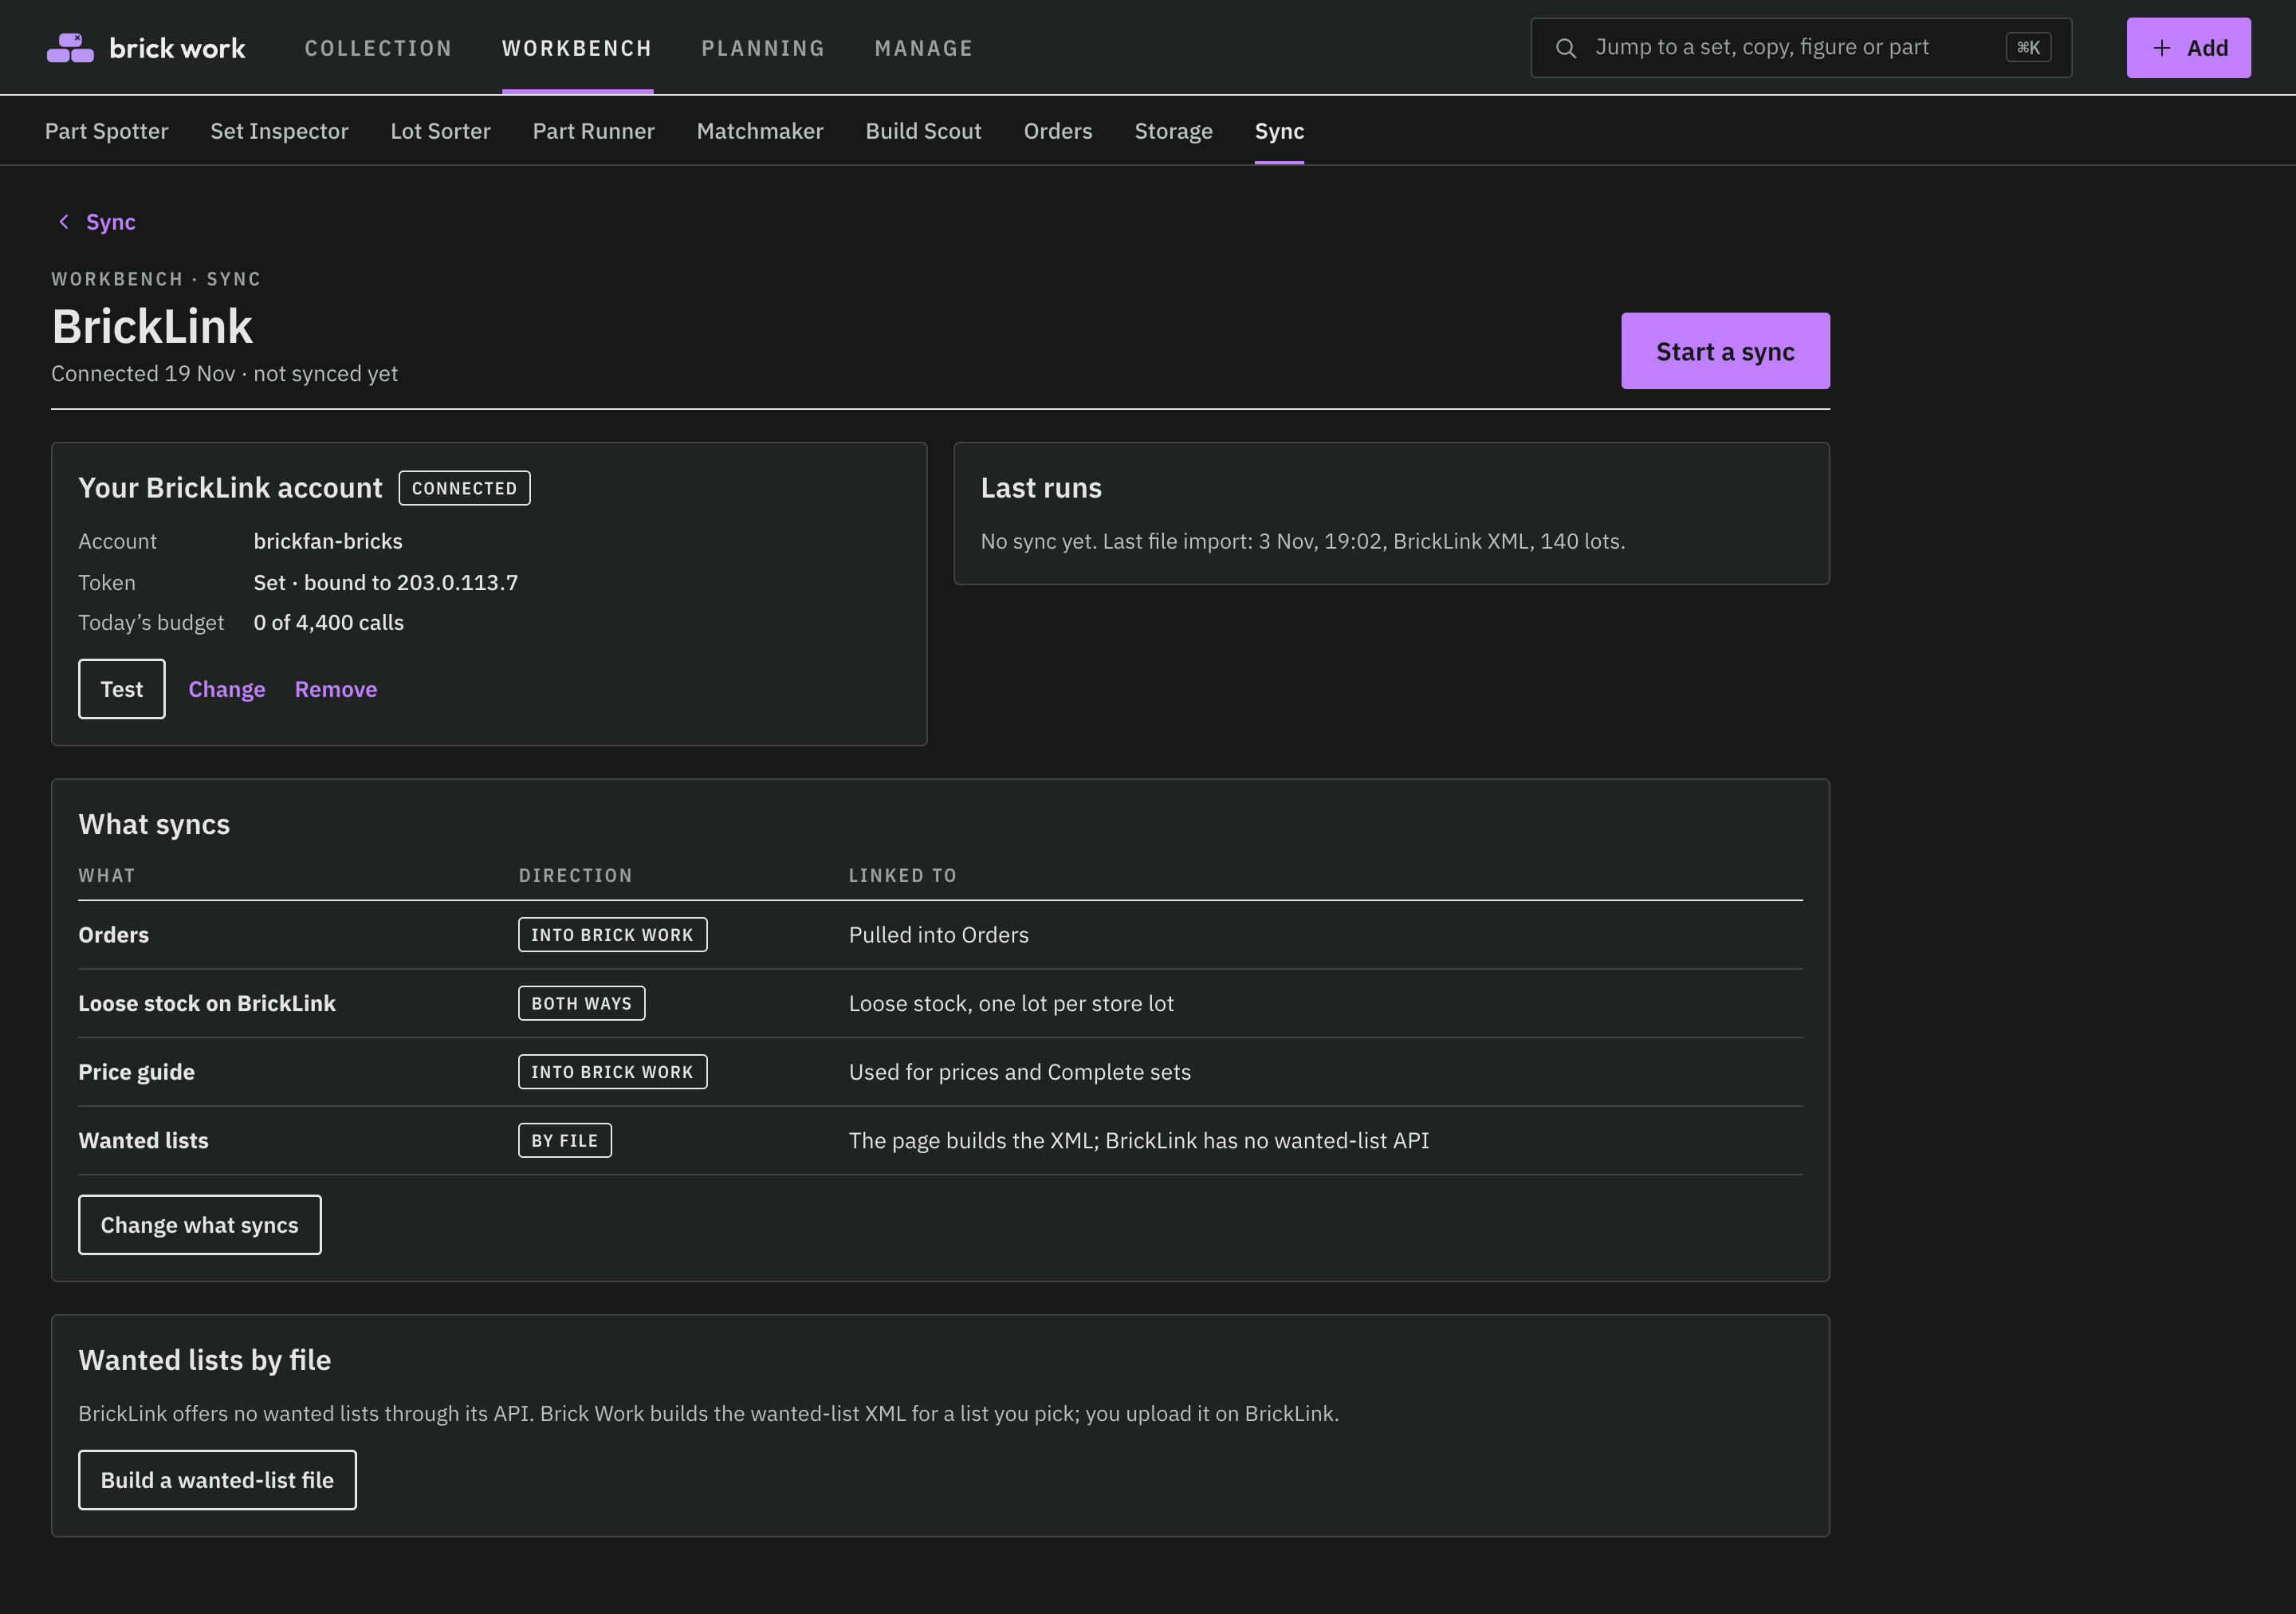 brick work
COLLECTION WORKBENCH PLANNING MANAGE
Jump to a set, copy, figure or part ⌘K
+ Add
Part Spotter Set Inspector Lot Sorter Part Runner Matchmaker Build Scout Orders Storage Sync
Sync
WORKBENCH · SYNC
BrickLink
Connected 19 Nov · not synced yet
Start a sync
Your BrickLink account CONNECTED
Account brickfan-bricks
Token Set · bound to 203.0.113.7
Today’s budget 0 of 4,400 calls
Test Change Remove
Last runs
No sync yet. Last file import: 3 Nov, 19:02, BrickLink XML, 140 lots.
What syncs
WHAT DIRECTION LINKED TO
Orders INTO BRICK WORK Pulled into Orders
Loose stock on BrickLink BOTH WAYS Loose stock, one lot per store lot
Price guide INTO BRICK WORK Used for prices and Complete sets
Wanted lists BY FILE The page builds the XML; BrickLink has no wanted-list API
Change what syncs
Wanted lists by file
BrickLink offers no wanted lists through its API. Brick Work builds the wanted-list XML for a list you pick; you upload it on BrickLink.
Build a wanted-list file